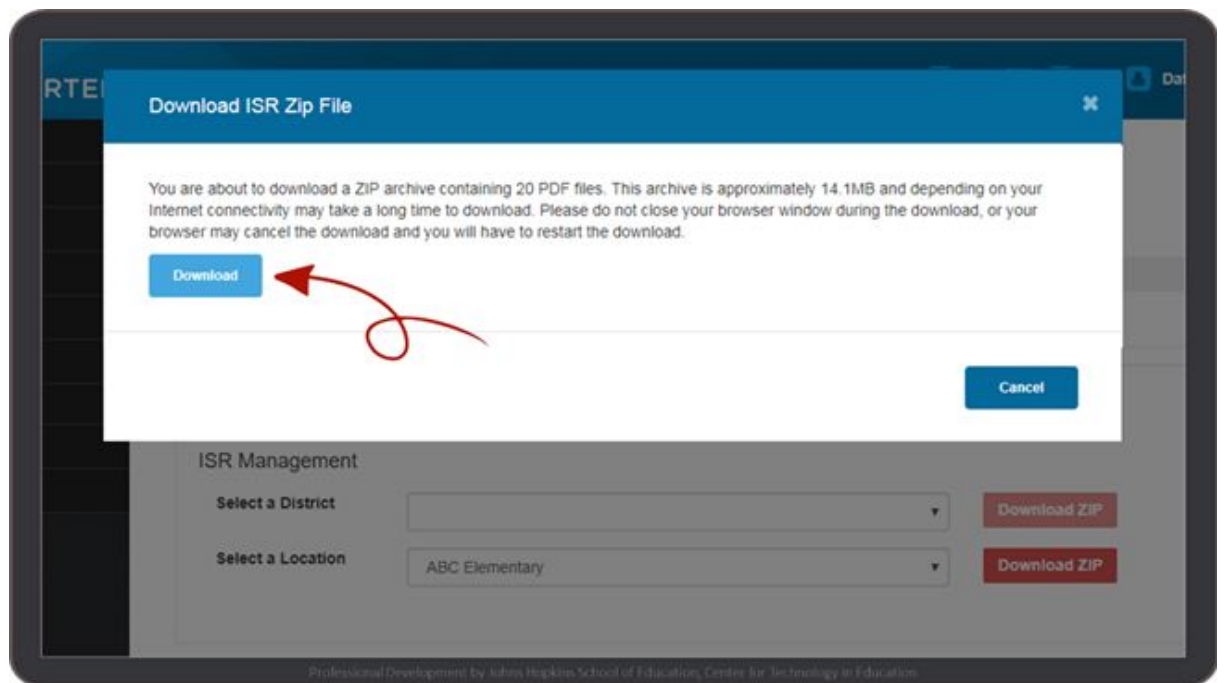 RTE
Dat
Download ISR Zip File
You are about to download a ZIP archive containing 20 PDF files. This archive is approximately 14.1MB and depending on your
Internet connectivity may take a long time to download. Please do not close your browser window during the download, or your
browser may cancel the download and you will have to restart the download.
Download
Cancel
ISR Management
Select a District
Download ZIP
Select a Location
ABC Elementary
Download ZIP
Professional Development by Johns Hopkins School of Education, Center for Technology in Education